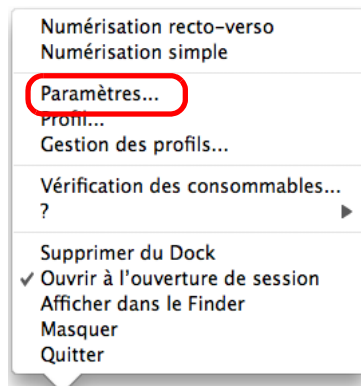 Numérisation recto-verso
Numérisation simple
Paramètres...
Profil...
Gestion des profils...
Vérification des consommables...
?
Supprimer du Dock
✓ Ouvrir à l'ouverture de session
Afficher dans le Finder
Masquer
Quitter